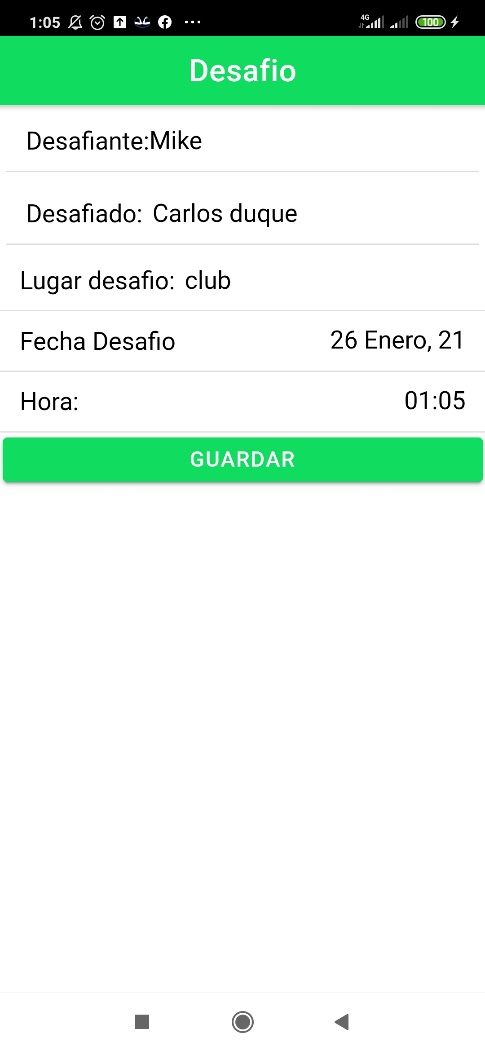 1:05 4G 100
Desafio
Desafiante:Mike
Desafiado: Carlos duque
Lugar desafio: club
Fecha Desafio 26 Enero, 21
Hora: 01:05
GUARDAR